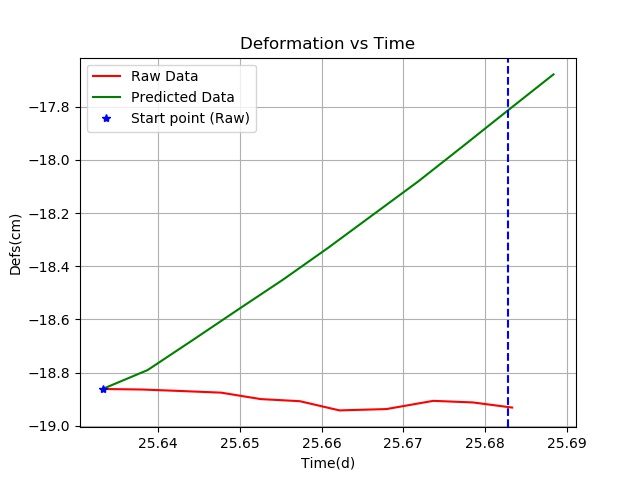 Deformation vs Time
Raw Data
Predicted Data
Start point (Raw)
−17.8
−18.0
−18.2
−18.4
−18.6
−18.8
−19.0
Defs(cm)
25.64 25.65 25.66 25.67 25.68 25.69
Time(d)